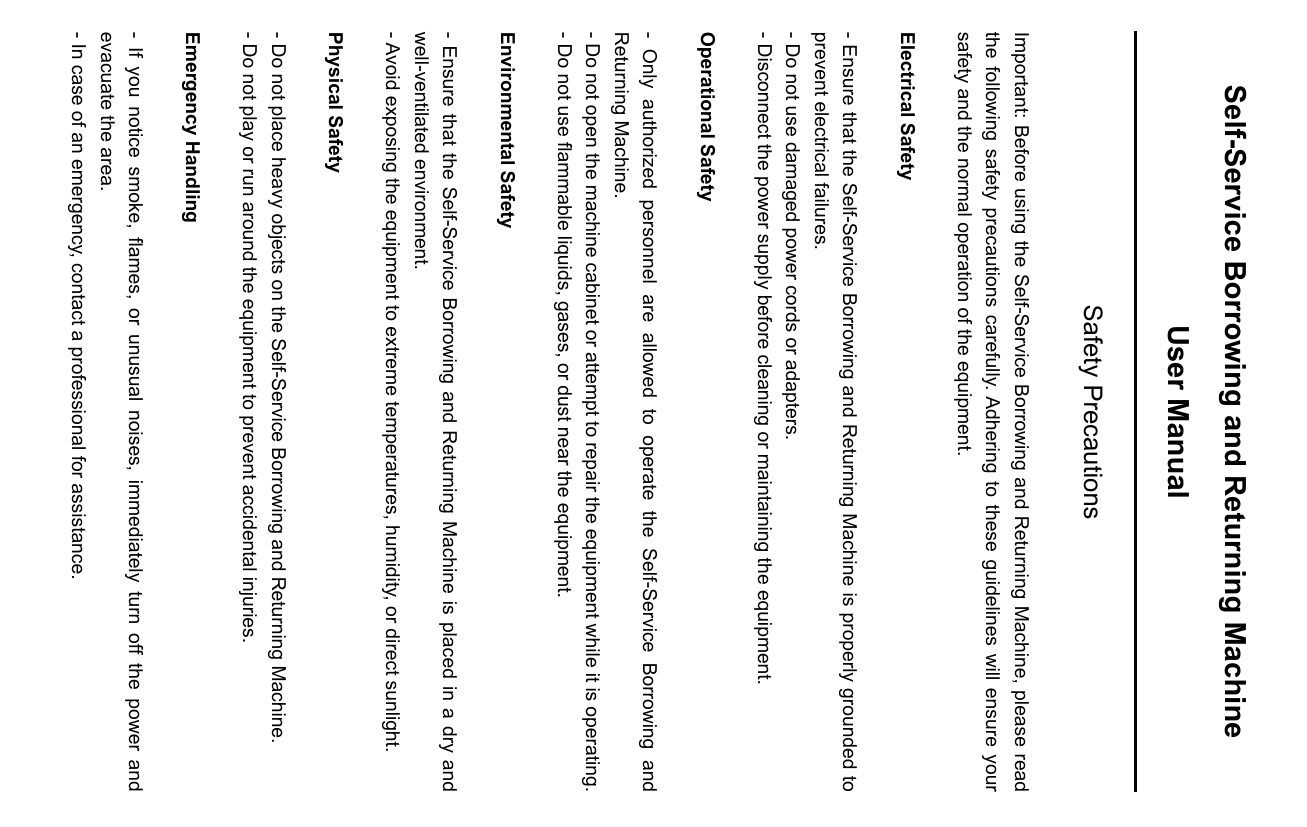 Self-Service Borrowing and Returning Machine
User Manual
Safety Precautions
Important: Before using the Self-Service Borrowing and Returning Machine, please read
the following safety precautions carefully. Adhering to these guidelines will ensure your
safety and the normal operation of the equipment.
Electrical Safety
- Ensure that the Self-Service Borrowing and Returning Machine is properly grounded to
prevent electrical failures.
- Do not use damaged power cords or adapters.
- Disconnect the power supply before cleaning or maintaining the equipment.
Operational Safety
- Only authorized personnel are allowed to operate the Self-Service Borrowing and
Returning Machine.
- Do not open the machine cabinet or attempt to repair the equipment while it is operating.
- Do not use flammable liquids, gases, or dust near the equipment.
Environmental Safety
- Ensure that the Self-Service Borrowing and Returning Machine is placed in a dry and
well-ventilated environment.
- Avoid exposing the equipment to extreme temperatures, humidity, or direct sunlight.
Physical Safety
- Do not place heavy objects on the Self-Service Borrowing and Returning Machine.
- Do not play or run around the equipment to prevent accidental injuries.
Emergency Handling
- If you notice smoke, flames, or unusual noises, immediately turn off the power and
evacuate the area.
- In case of an emergency, contact a professional for assistance.